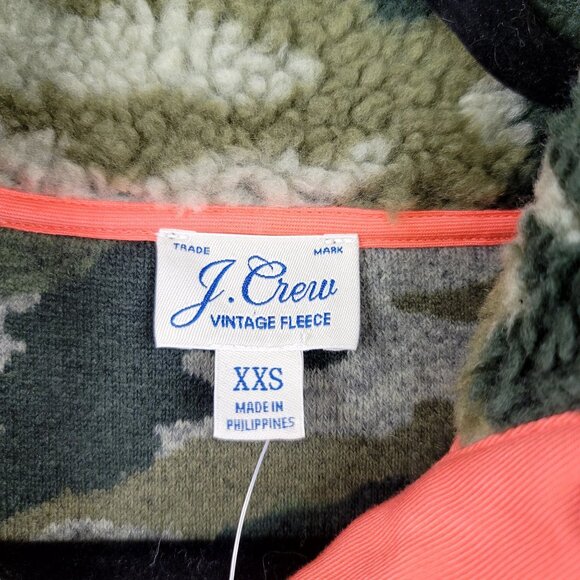 TRADE MARK
J.Crew
VINTAGE FLEECE
XXS
MADE IN
PHILIPPINES